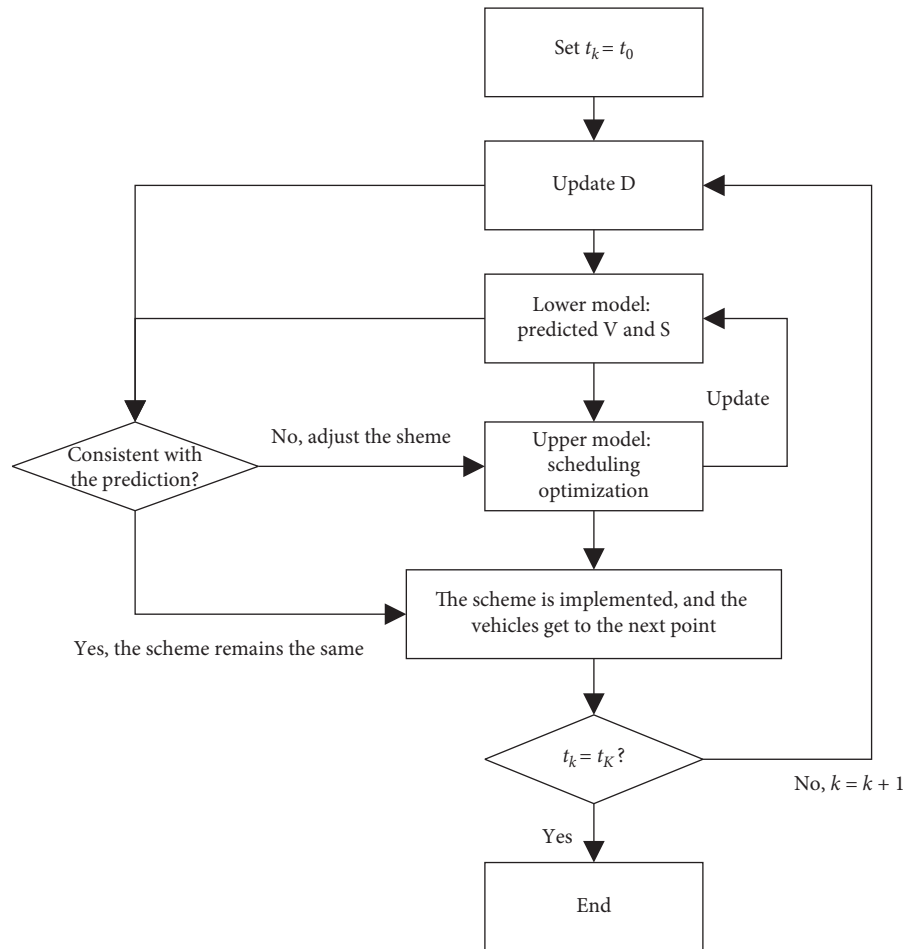 Set t_k = t_0
Update D
Lower model:
predicted V and S
Update
No, adjust the sheme
Consistent with
the prediction?
Upper model:
scheduling
optimization
The scheme is implemented, and the
vehicles get to the next point
Yes, the scheme remains the same
t_k = t_K?
No, k = k + 1
Yes
End